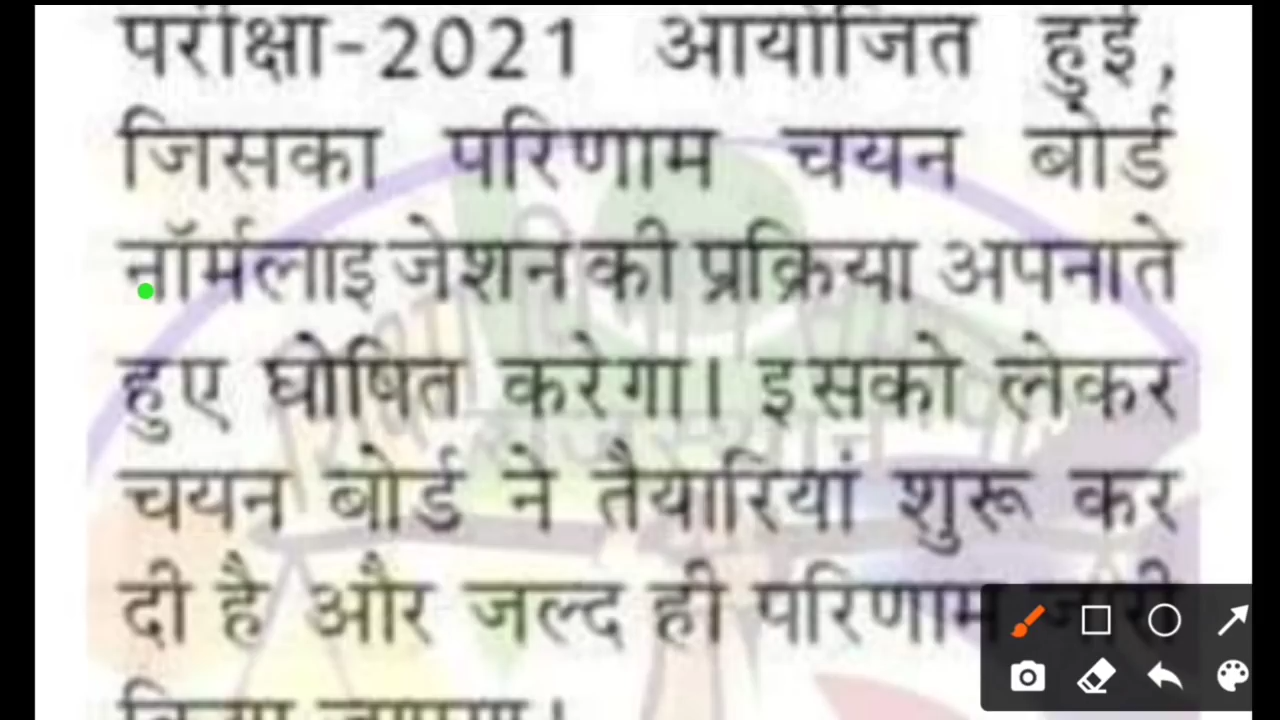 परीक्षा-2021 आयोजित हुई,
जिसका परिणाम चयन बोर्ड
नॉर्मलाइजेशन की प्रक्रिया अपनाते
हुए घोषित करेगा। इसको लेकर
चयन बोर्ड ने तैयारियां शुरू कर
दी है और जल्द ही परिणाम जारी
किया जाएगा।